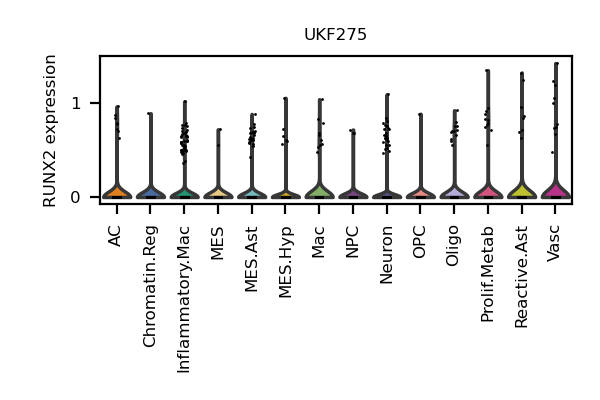 UKF275
RUNX2 expression
1
0
AC
Chromatin.Reg
Inflammatory.Mac
MES
MES.Ast
MES.Hyp
Mac
NPC
Neuron
OPC
Oligo
Prolif.Metab
Reactive.Ast
Vasc